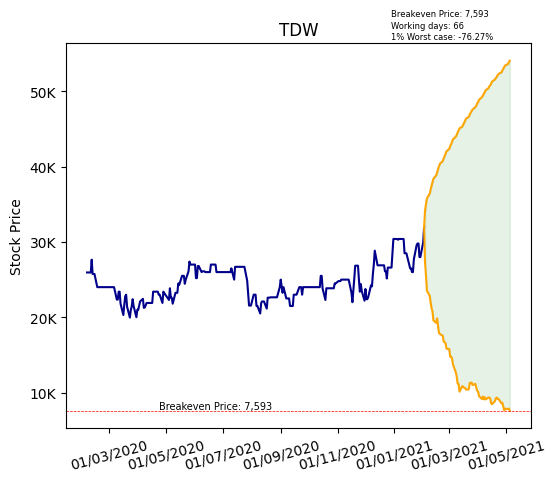 Breakeven Price: 7,593
Working days: 66
1% Worst case: -76.27%
TDW
Stock Price
50K
40K
30K
20K
10K
Breakeven Price: 7,593
01/03/2020 01/05/2020 01/07/2020 01/09/2020 01/11/2020 01/01/2021 01/03/2021 01/05/2021